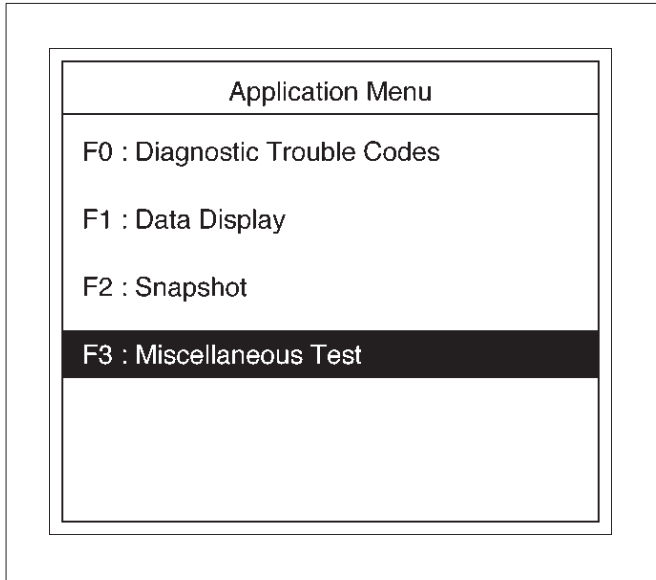 Application Menu
F0 : Diagnostic Trouble Codes
F1 : Data Display
F2 : Snapshot
F3 : Miscellaneous Test